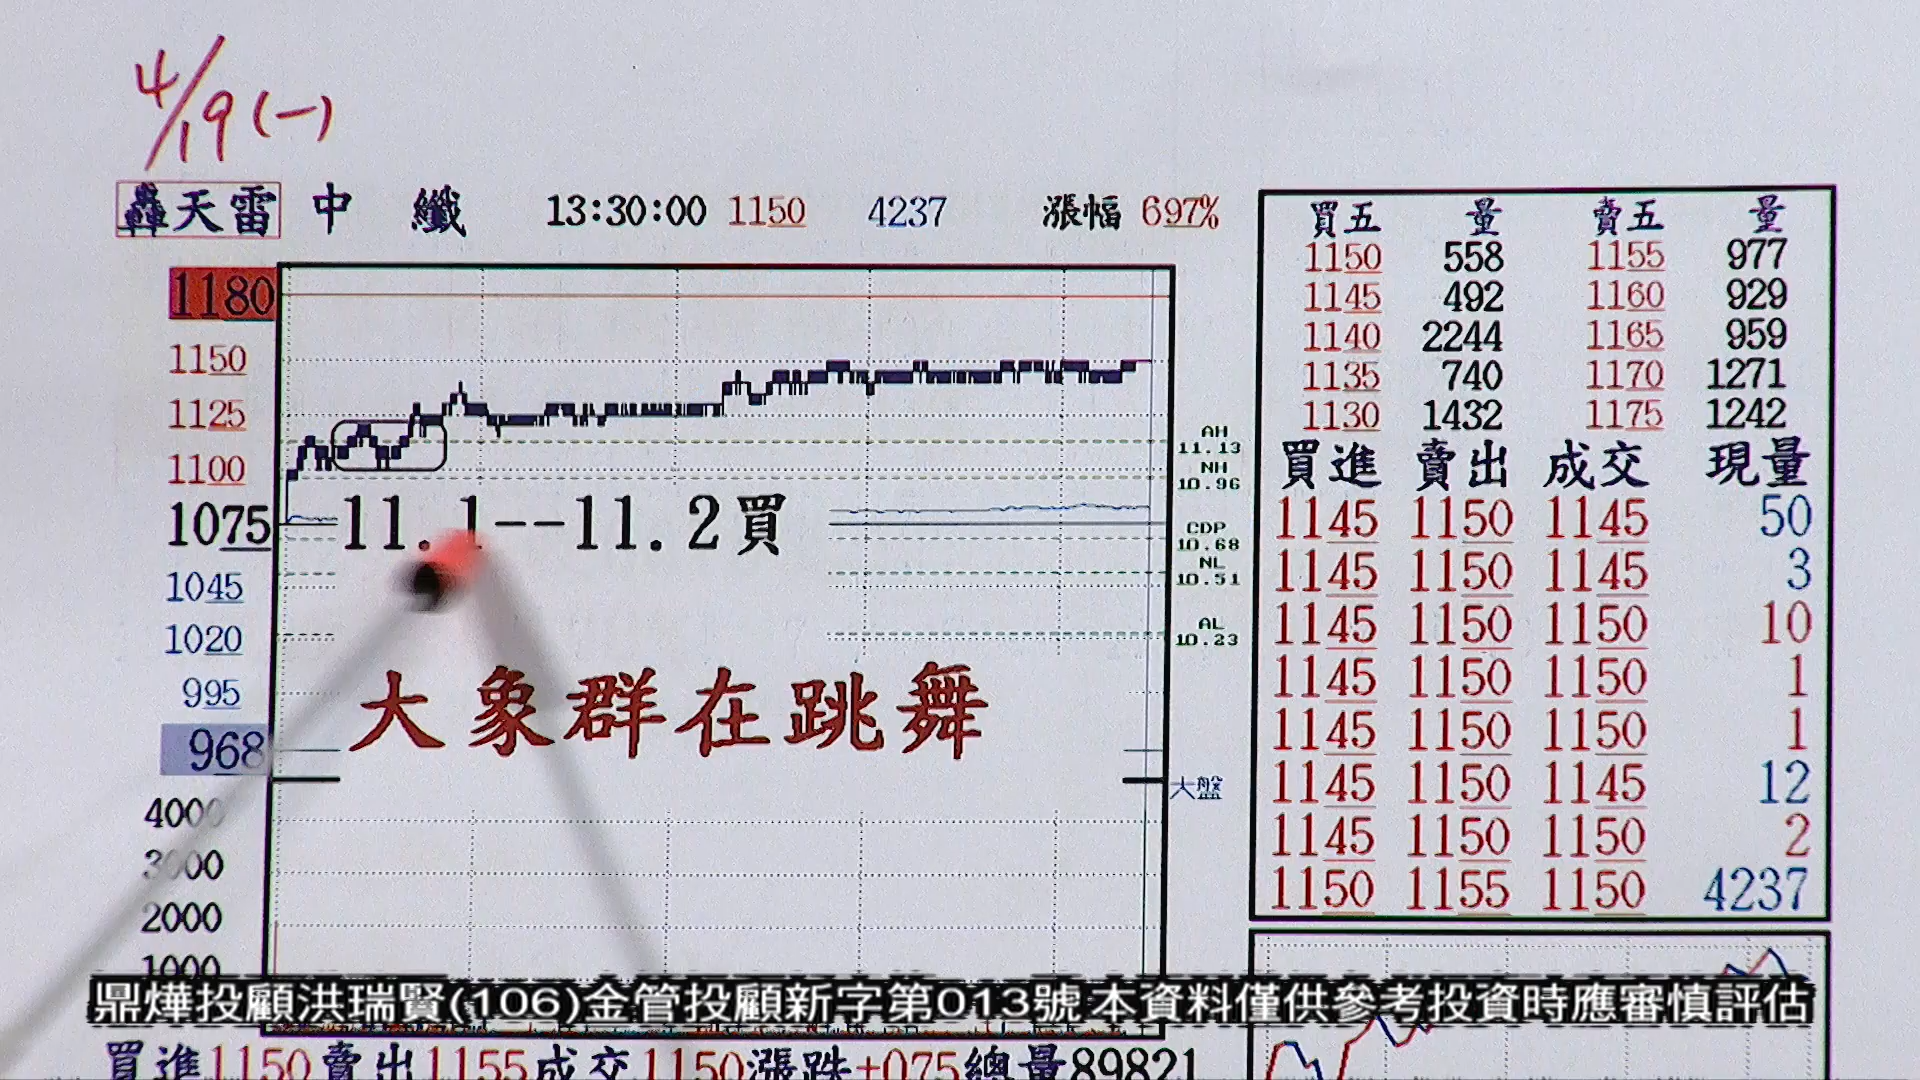 4/19(一)
轟天雷 中 纖 13:30:00 1150 4237 漲幅 697%
1180
1150
1125
1100
1075
1045
1020
995
968
4000
3000
2000
1000
11.1--11.2買
大象群在跳舞
AH
11.13
NH
10.96
CDP
10.68
NL
10.51
AL
10.23
大盤
買五 量 賣五 量
1150 558 1155 977
1145 492 1160 929
1140 2244 1165 959
1135 740 1170 1271
1130 1432 1175 1242
買進 賣出 成交 現量
1145 1150 1145 50
1145 1150 1145 3
1145 1150 1150 10
1145 1150 1150 1
1145 1150 1150 1
1145 1150 1145 12
1145 1150 1150 2
1150 1155 1150 4237
鼎燁投顧洪瑞賢(106)金管投顧新字第013號 本資料僅供參考投資時應審慎評估
買進1150賣出1155成交1150漲跌+075總量89821